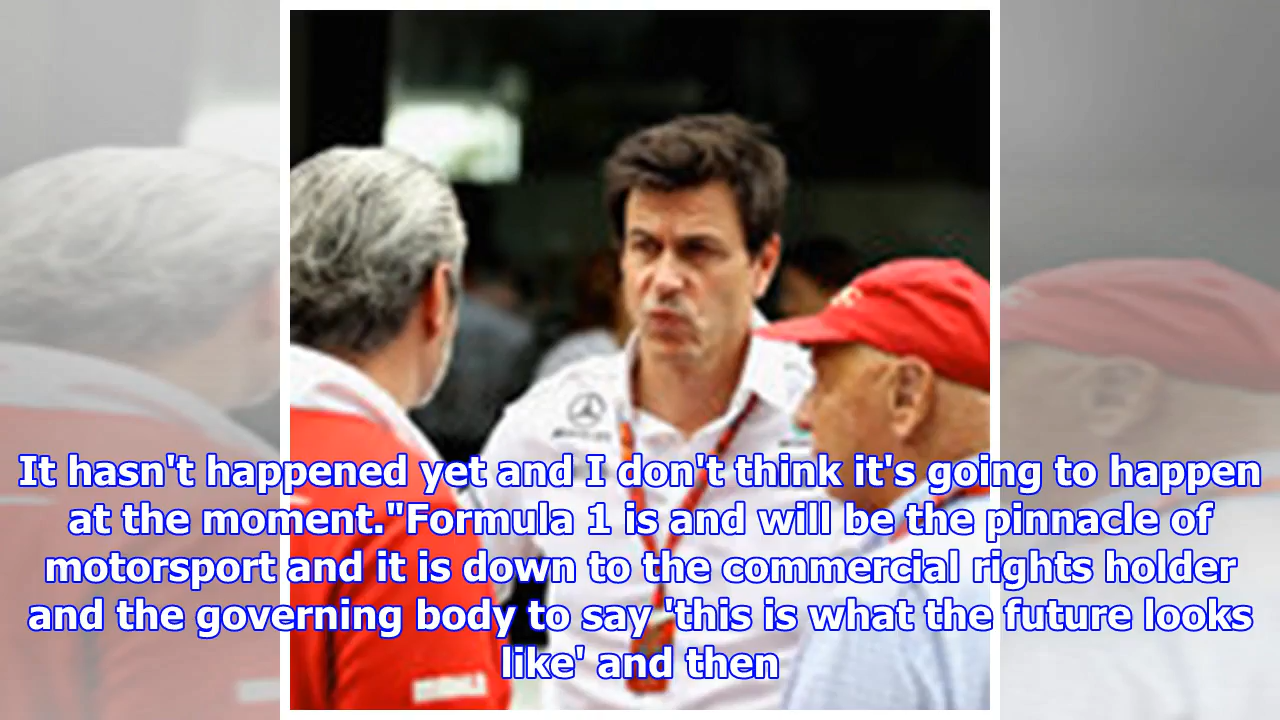 It hasn't happened yet and I don't think it's going to happen
at the moment."Formula 1 is and will be the pinnacle of
motorsport and it is down to the commercial rights holder
and the governing body to say 'this is what the future looks
like' and then